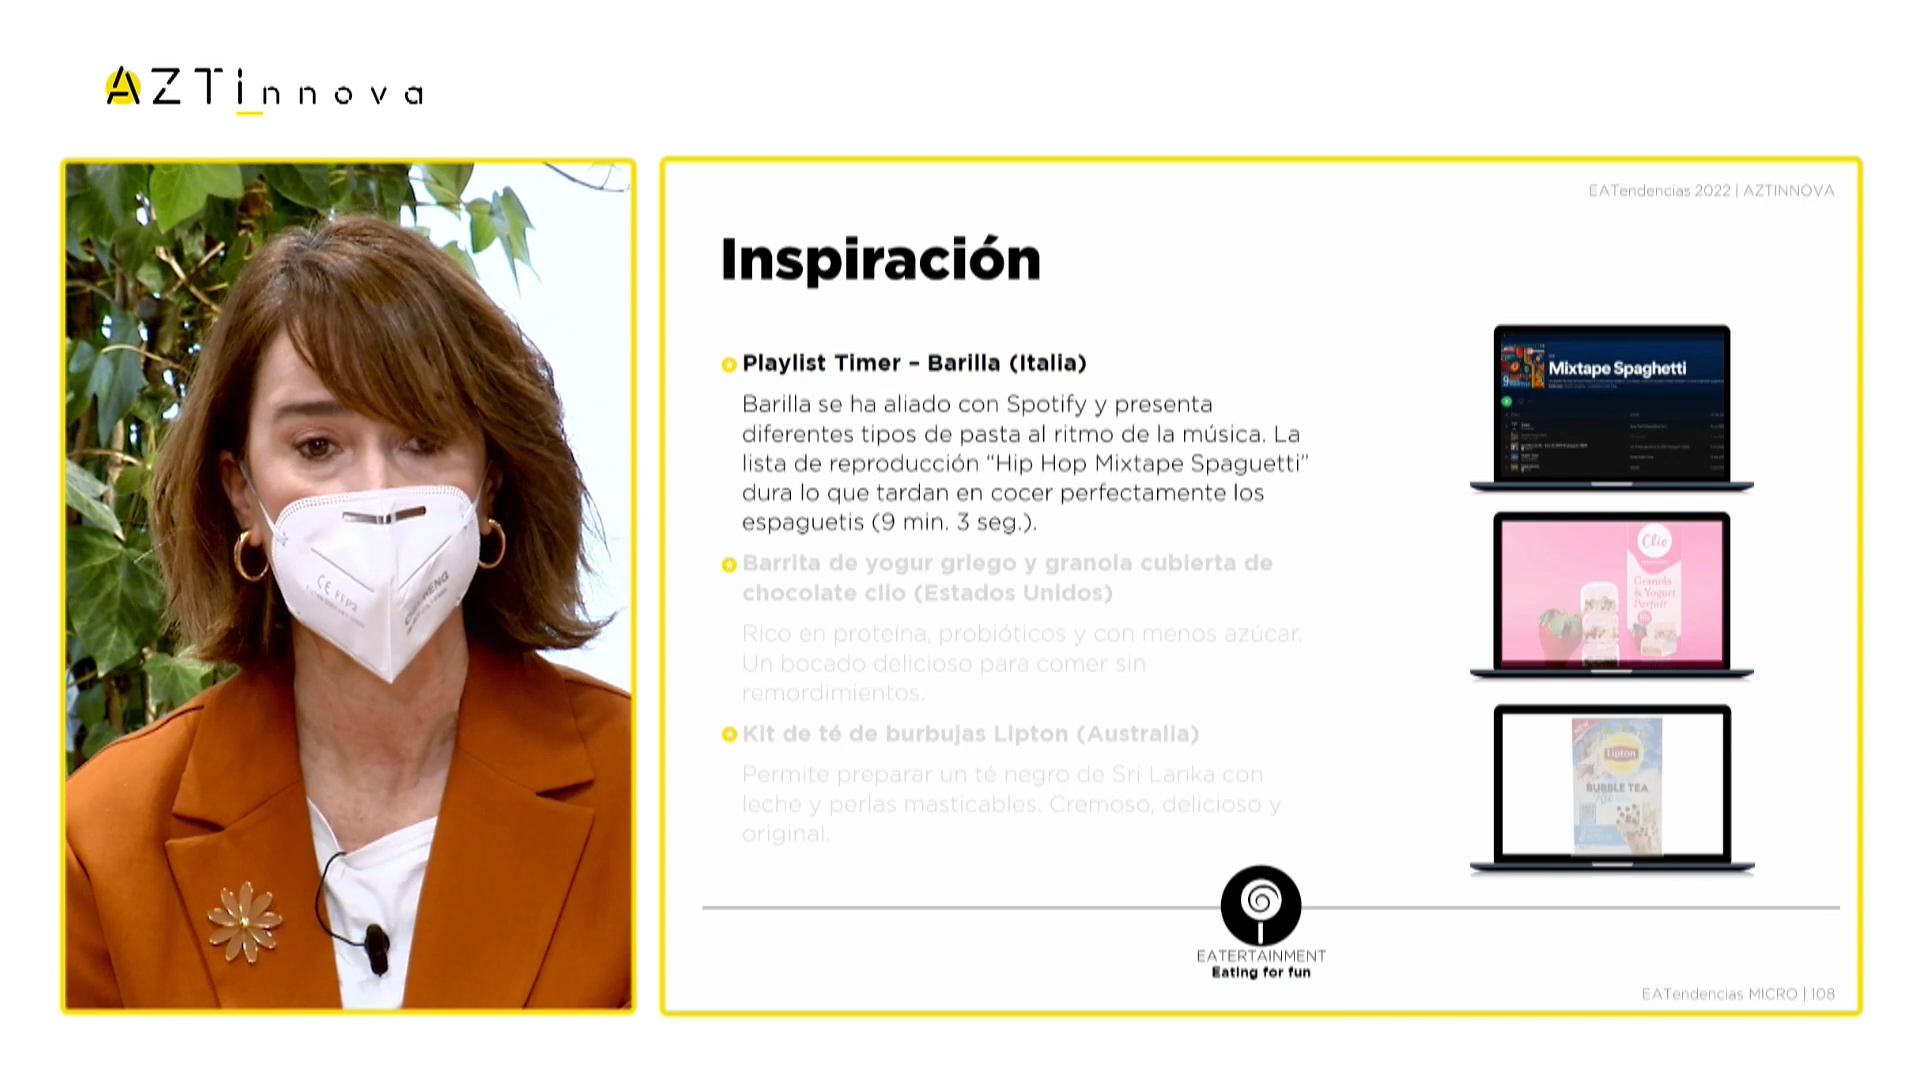 AZTInnova
EATendencias 2022 | AZTINNOVA
Inspiración
Playlist Timer – Barilla (Italia)
Barilla se ha aliado con Spotify y presenta
diferentes tipos de pasta al ritmo de la música. La
lista de reproducción “Hip Hop Mixtape Spaguetti”
dura lo que tardan en cocer perfectamente los
espaguetis (9 min. 3 seg.).
Barrita de yogur griego y granola cubierta de
chocolate clio (Estados Unidos)
Rico en proteína, probióticos y con menos azúcar.
Un bocado delicioso para comer sin
remordimientos.
Kit de té de burbujas Lipton (Australia)
Permite preparar un té negro de Sri Lanka con
leche y perlas masticables. Cremoso, delicioso y
original.
Mixtape Spaghetti
Clio
Granola
& Yogurt
Parfait
Lipton
BUBBLE TEA
Kit
CE FFP2
EATERTAINMENT
Eating for fun
EATendencias MICRO | 108